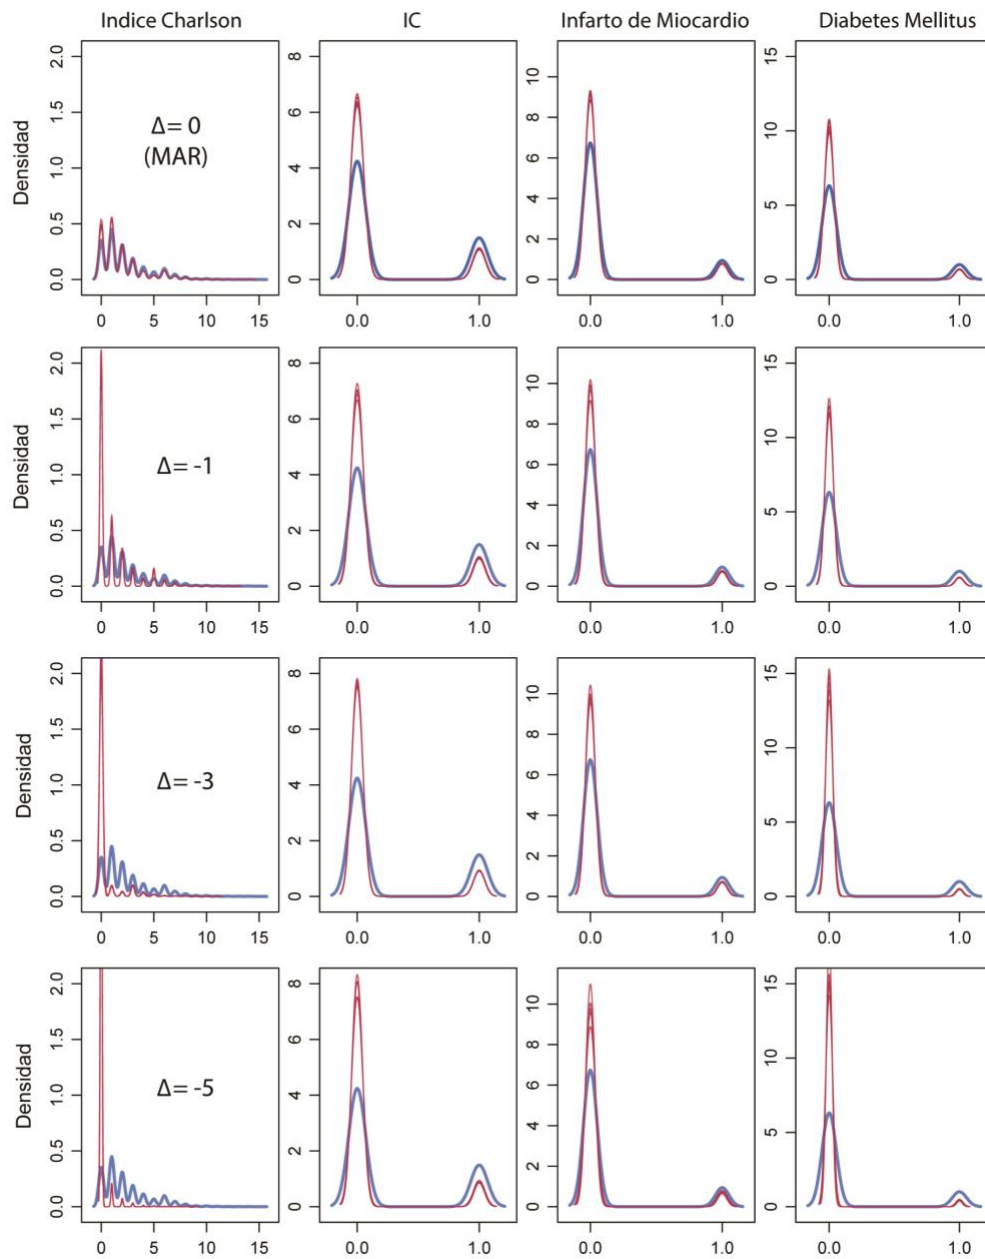 Indice Charlson IC Infarto de Miocardio Diabetes Mellitus
Densidad
0.0 0.5 1.0 1.5 2.0
Δ= 0
(MAR)
0 5 10 15
0 2 4 6 8
0.0 1.0
0 2 4 6 8 10
0.0 1.0
0 5 10 15
0.0 1.0
Densidad
0.0 0.5 1.0 1.5 2.0
Δ= -1
0 5 10 15
0 2 4 6 8
0.0 1.0
0 2 4 6 8 10
0.0 1.0
0 5 10 15
0.0 1.0
Densidad
0.0 0.5 1.0 1.5 2.0
Δ= -3
0 5 10 15
0 2 4 6 8
0.0 1.0
0 2 4 6 8 10
0.0 1.0
0 5 10 15
0.0 1.0
Densidad
0.0 0.5 1.0 1.5 2.0
Δ= -5
0 5 10 15
0 2 4 6 8
0.0 1.0
0 2 4 6 8 10
0.0 1.0
0 5 10 15
0.0 1.0